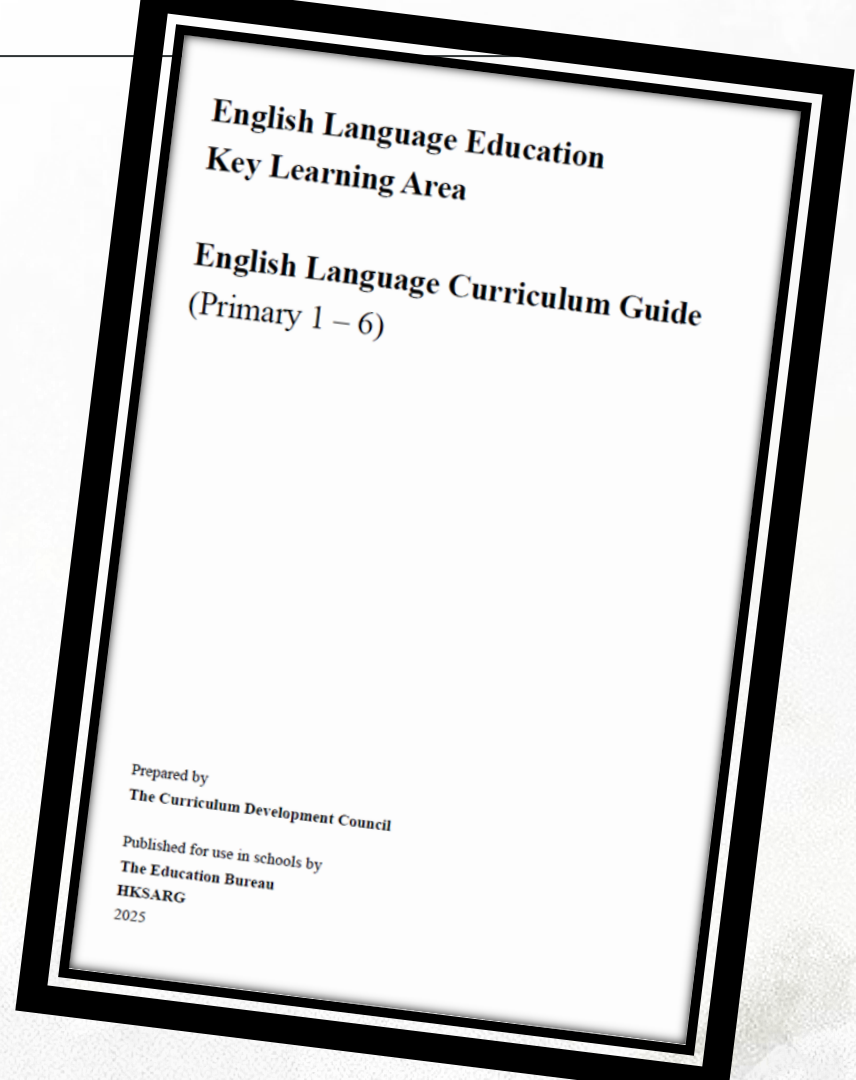 English Language Education
Key Learning Area
English Language Curriculum Guide
(Primary 1 – 6)
Prepared by
The Curriculum Development Council
Published for use in schools by
The Education Bureau
HKSARG
2025